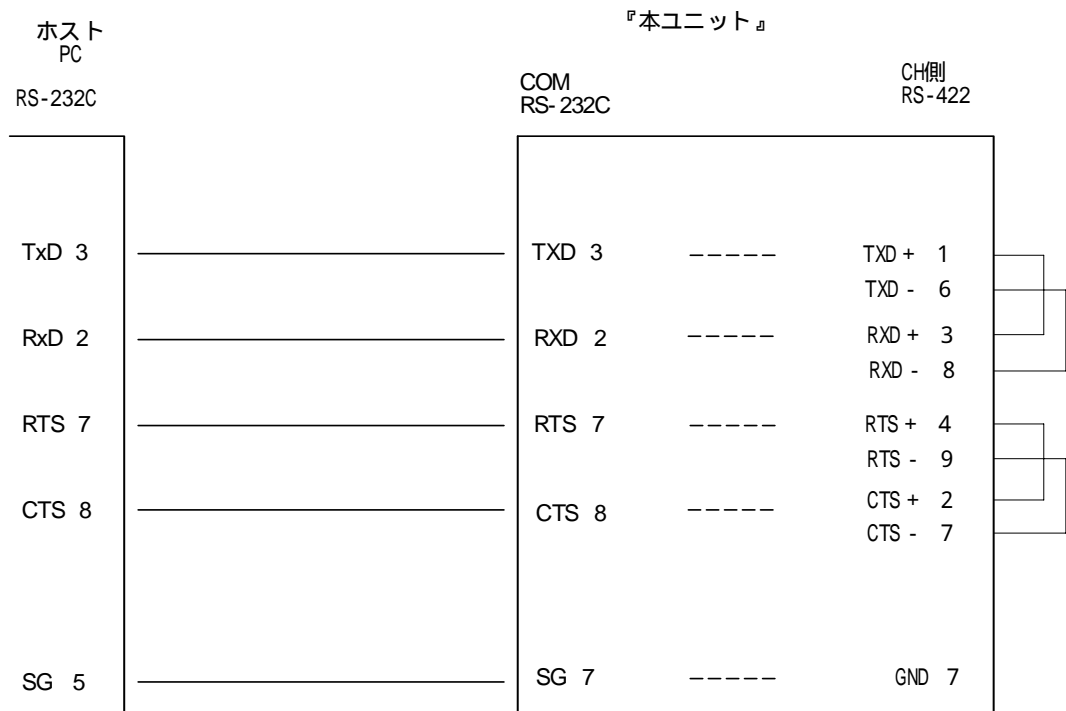 ホスト
PC
RS-232C
『本ユニット』
COM
RS-232C
CH側
RS-422
TxD 3
TXD 3
TXD + 1
TXD - 6
RxD 2
RXD 2
RXD + 3
RXD - 8
RTS 7
RTS 7
RTS + 4
RTS - 9
CTS 8
CTS 8
CTS + 2
CTS - 7
SG 5
SG 7
GND 7